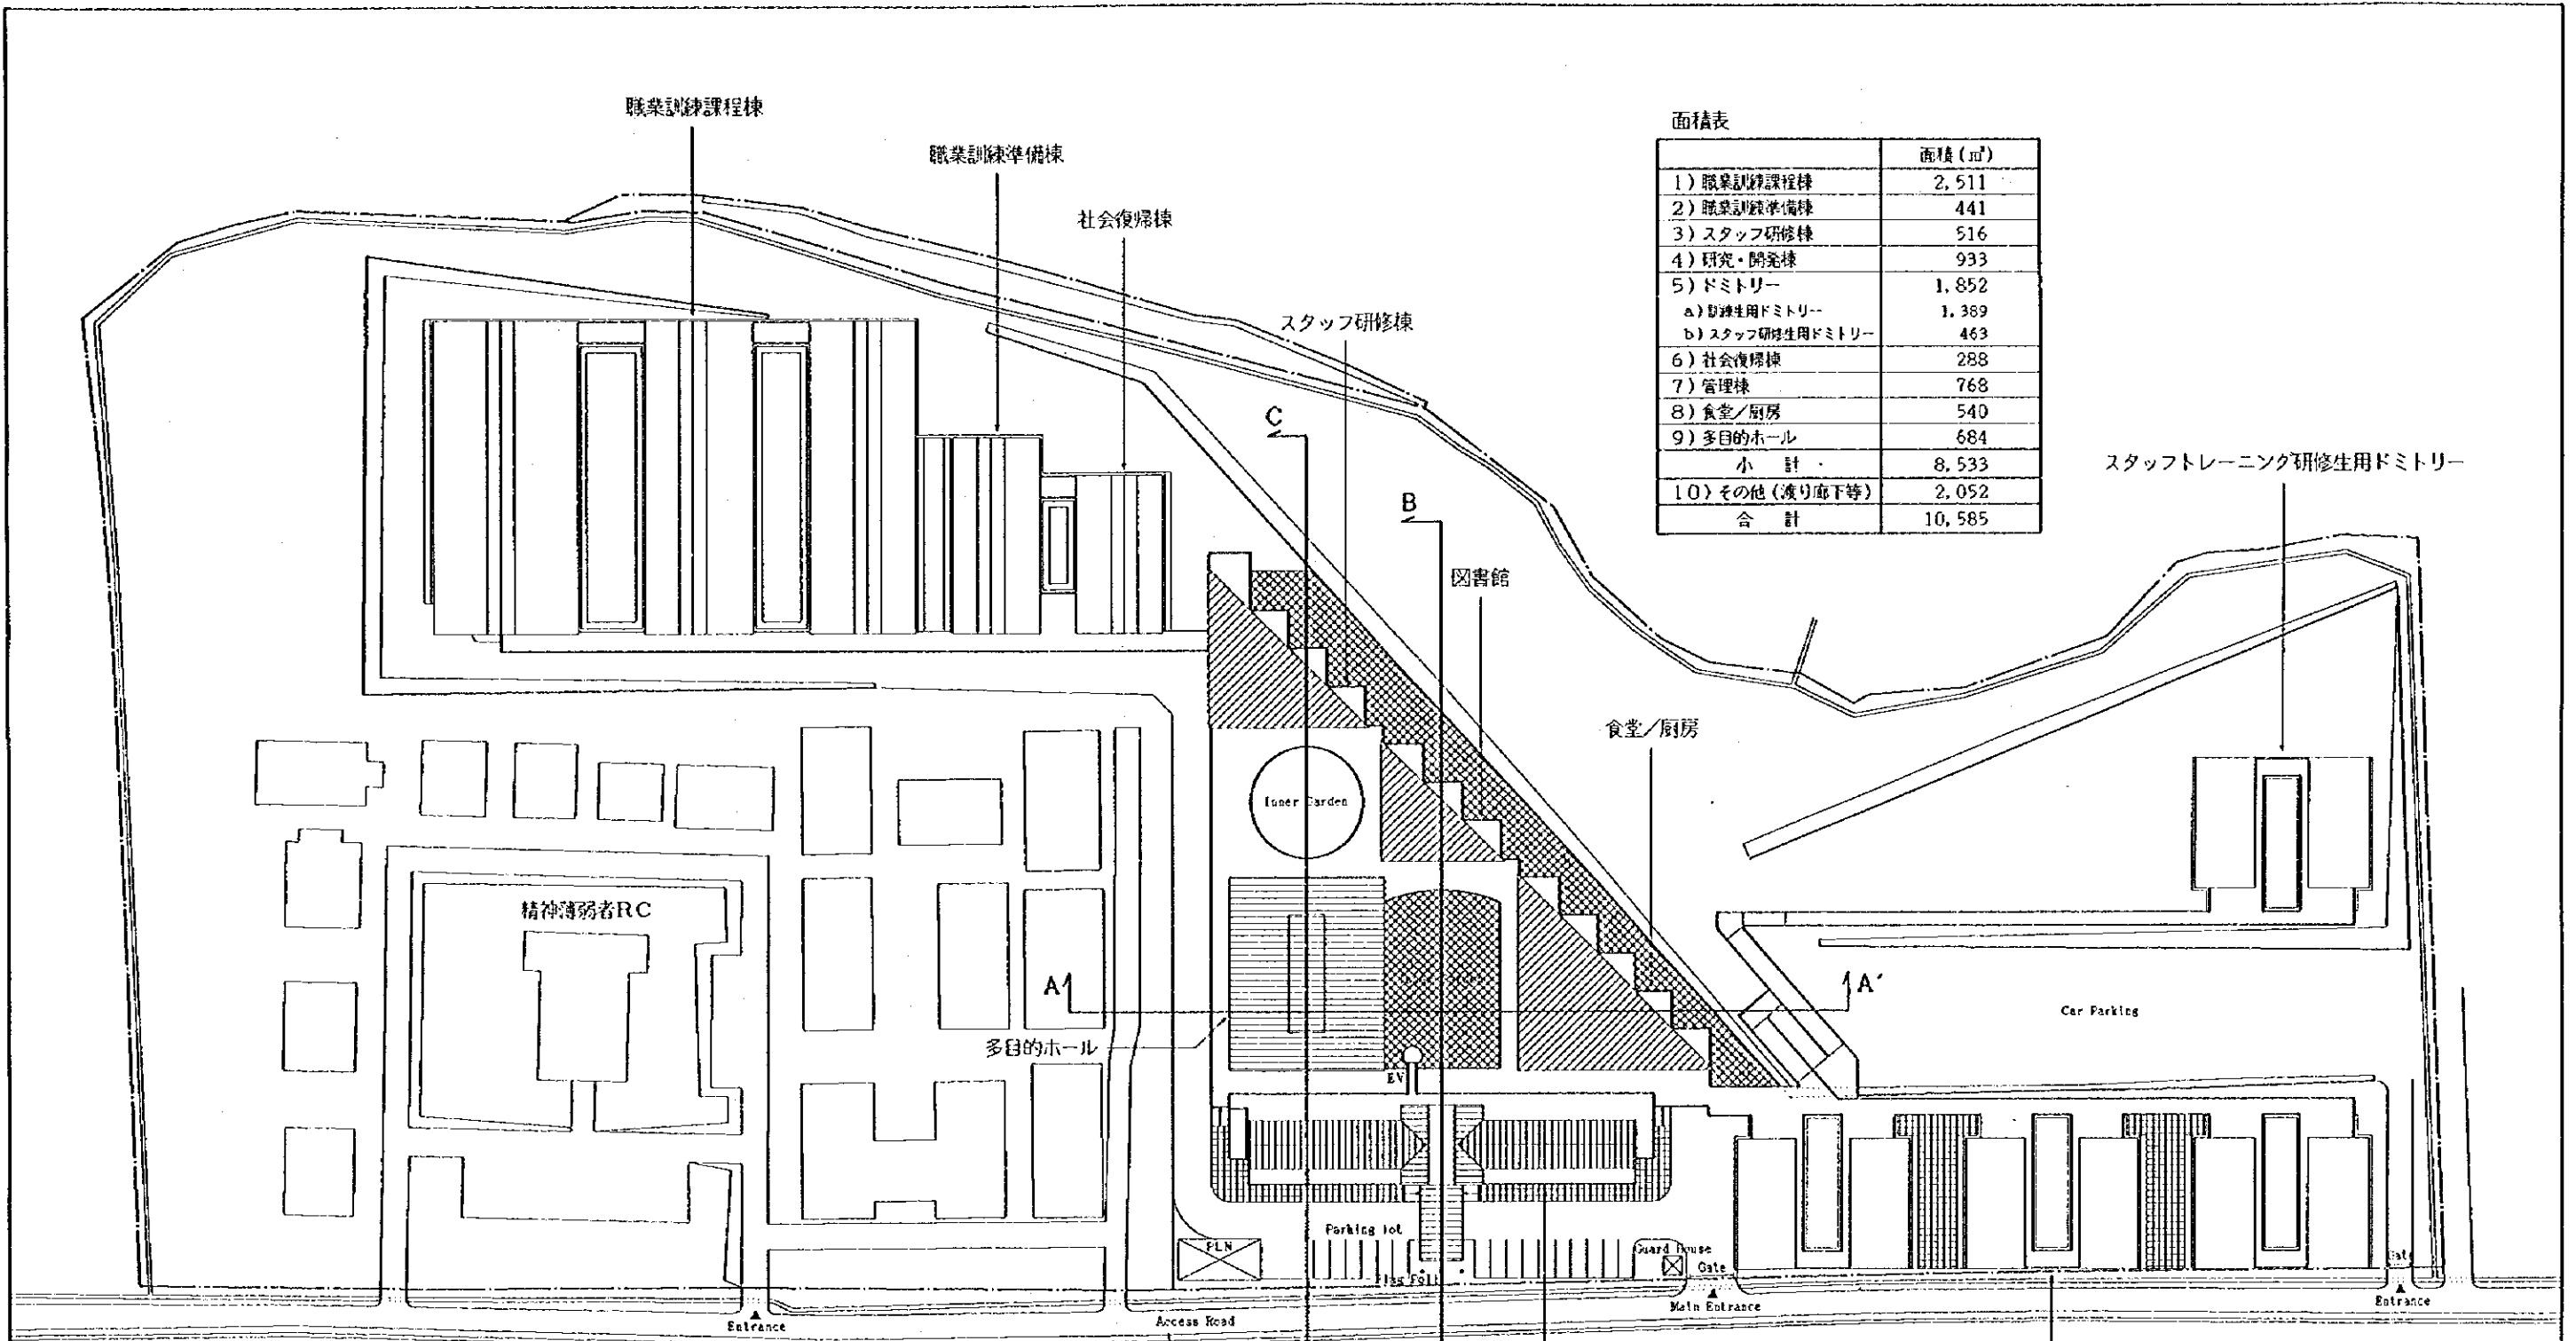 職業訓練課程棟
職業訓練準備棟
社会復帰棟
スタッフ研修棟
図書館
食堂／厨房
スタッフトレーニング研修生用ドミトリー
面積表
面積(㎡)
1) 職業訓練課程棟 2,511
2) 職業訓練準備棟 441
3) スタッフ研修棟 516
4) 研究・開発棟 933
5) ドミトリー 1,852
a) 訓練生用ドミトリー 1,389
b) スタッフ研修生用ドミトリー 463
6) 社会復帰棟 288
7) 管理棟 768
8) 食堂／厨房 540
9) 多目的ホール 684
小 計 8,533
10) その他 (渡り廊下等) 2,052
合 計 10,585
C
B
Inner Garden
精神薄弱者RC
A
A'
多目的ホール
EV
Car Parking
Parking lot
PLN
Guard House
Gate
Main Entrance
Entrance
Access Road
Gate
Entrance